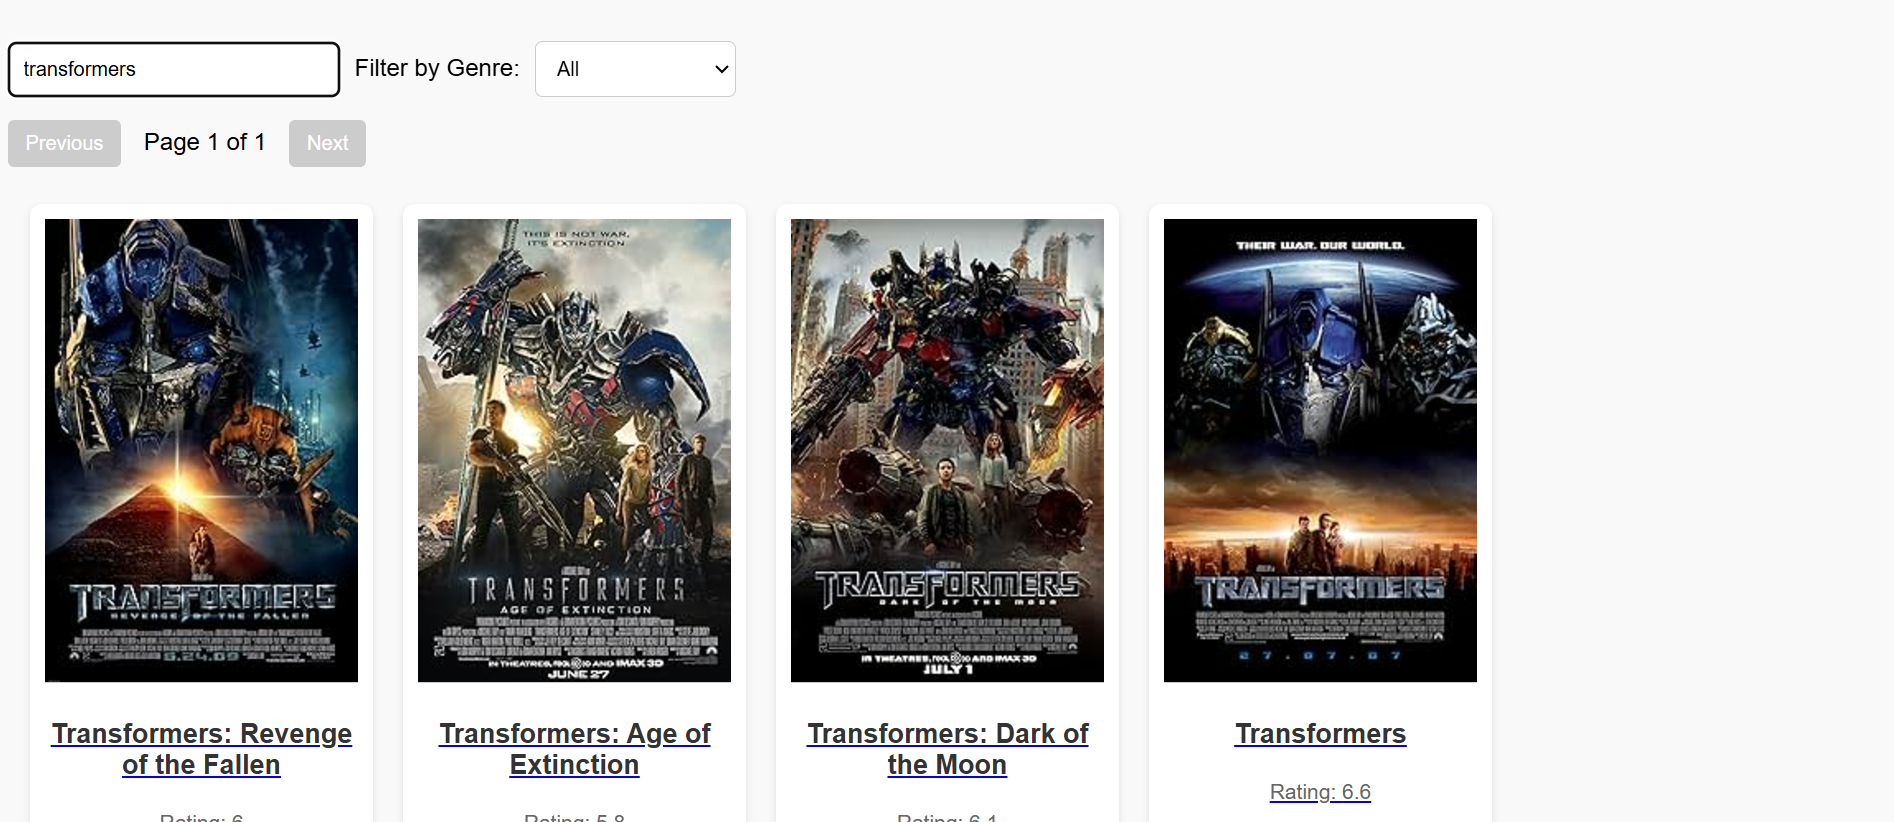 transformers
Filter by Genre:
All
Previous
Page 1 of 1
Next
TRANSFORMERS
REVENGE OF THE FALLEN
6.24.09
THIS IS NOT WAR.
IT'S EXTINCTION.
TRANSFORMERS
AGE OF EXTINCTION
IN THEATRES, REAL D 3D AND IMAX 3D
JUNE 27
TRANSFORMERS
DARK OF THE MOON
IN THEATRES, REAL D 3D AND IMAX 3D
JULY 1
THEIR WAR. OUR WORLD.
TRANSFORMERS
27.07.07
Transformers: Revenge
of the Fallen
Rating: 6
Transformers: Age of
Extinction
Rating: 5.8
Transformers: Dark of
the Moon
Rating: 6.1
Transformers
Rating: 6.6